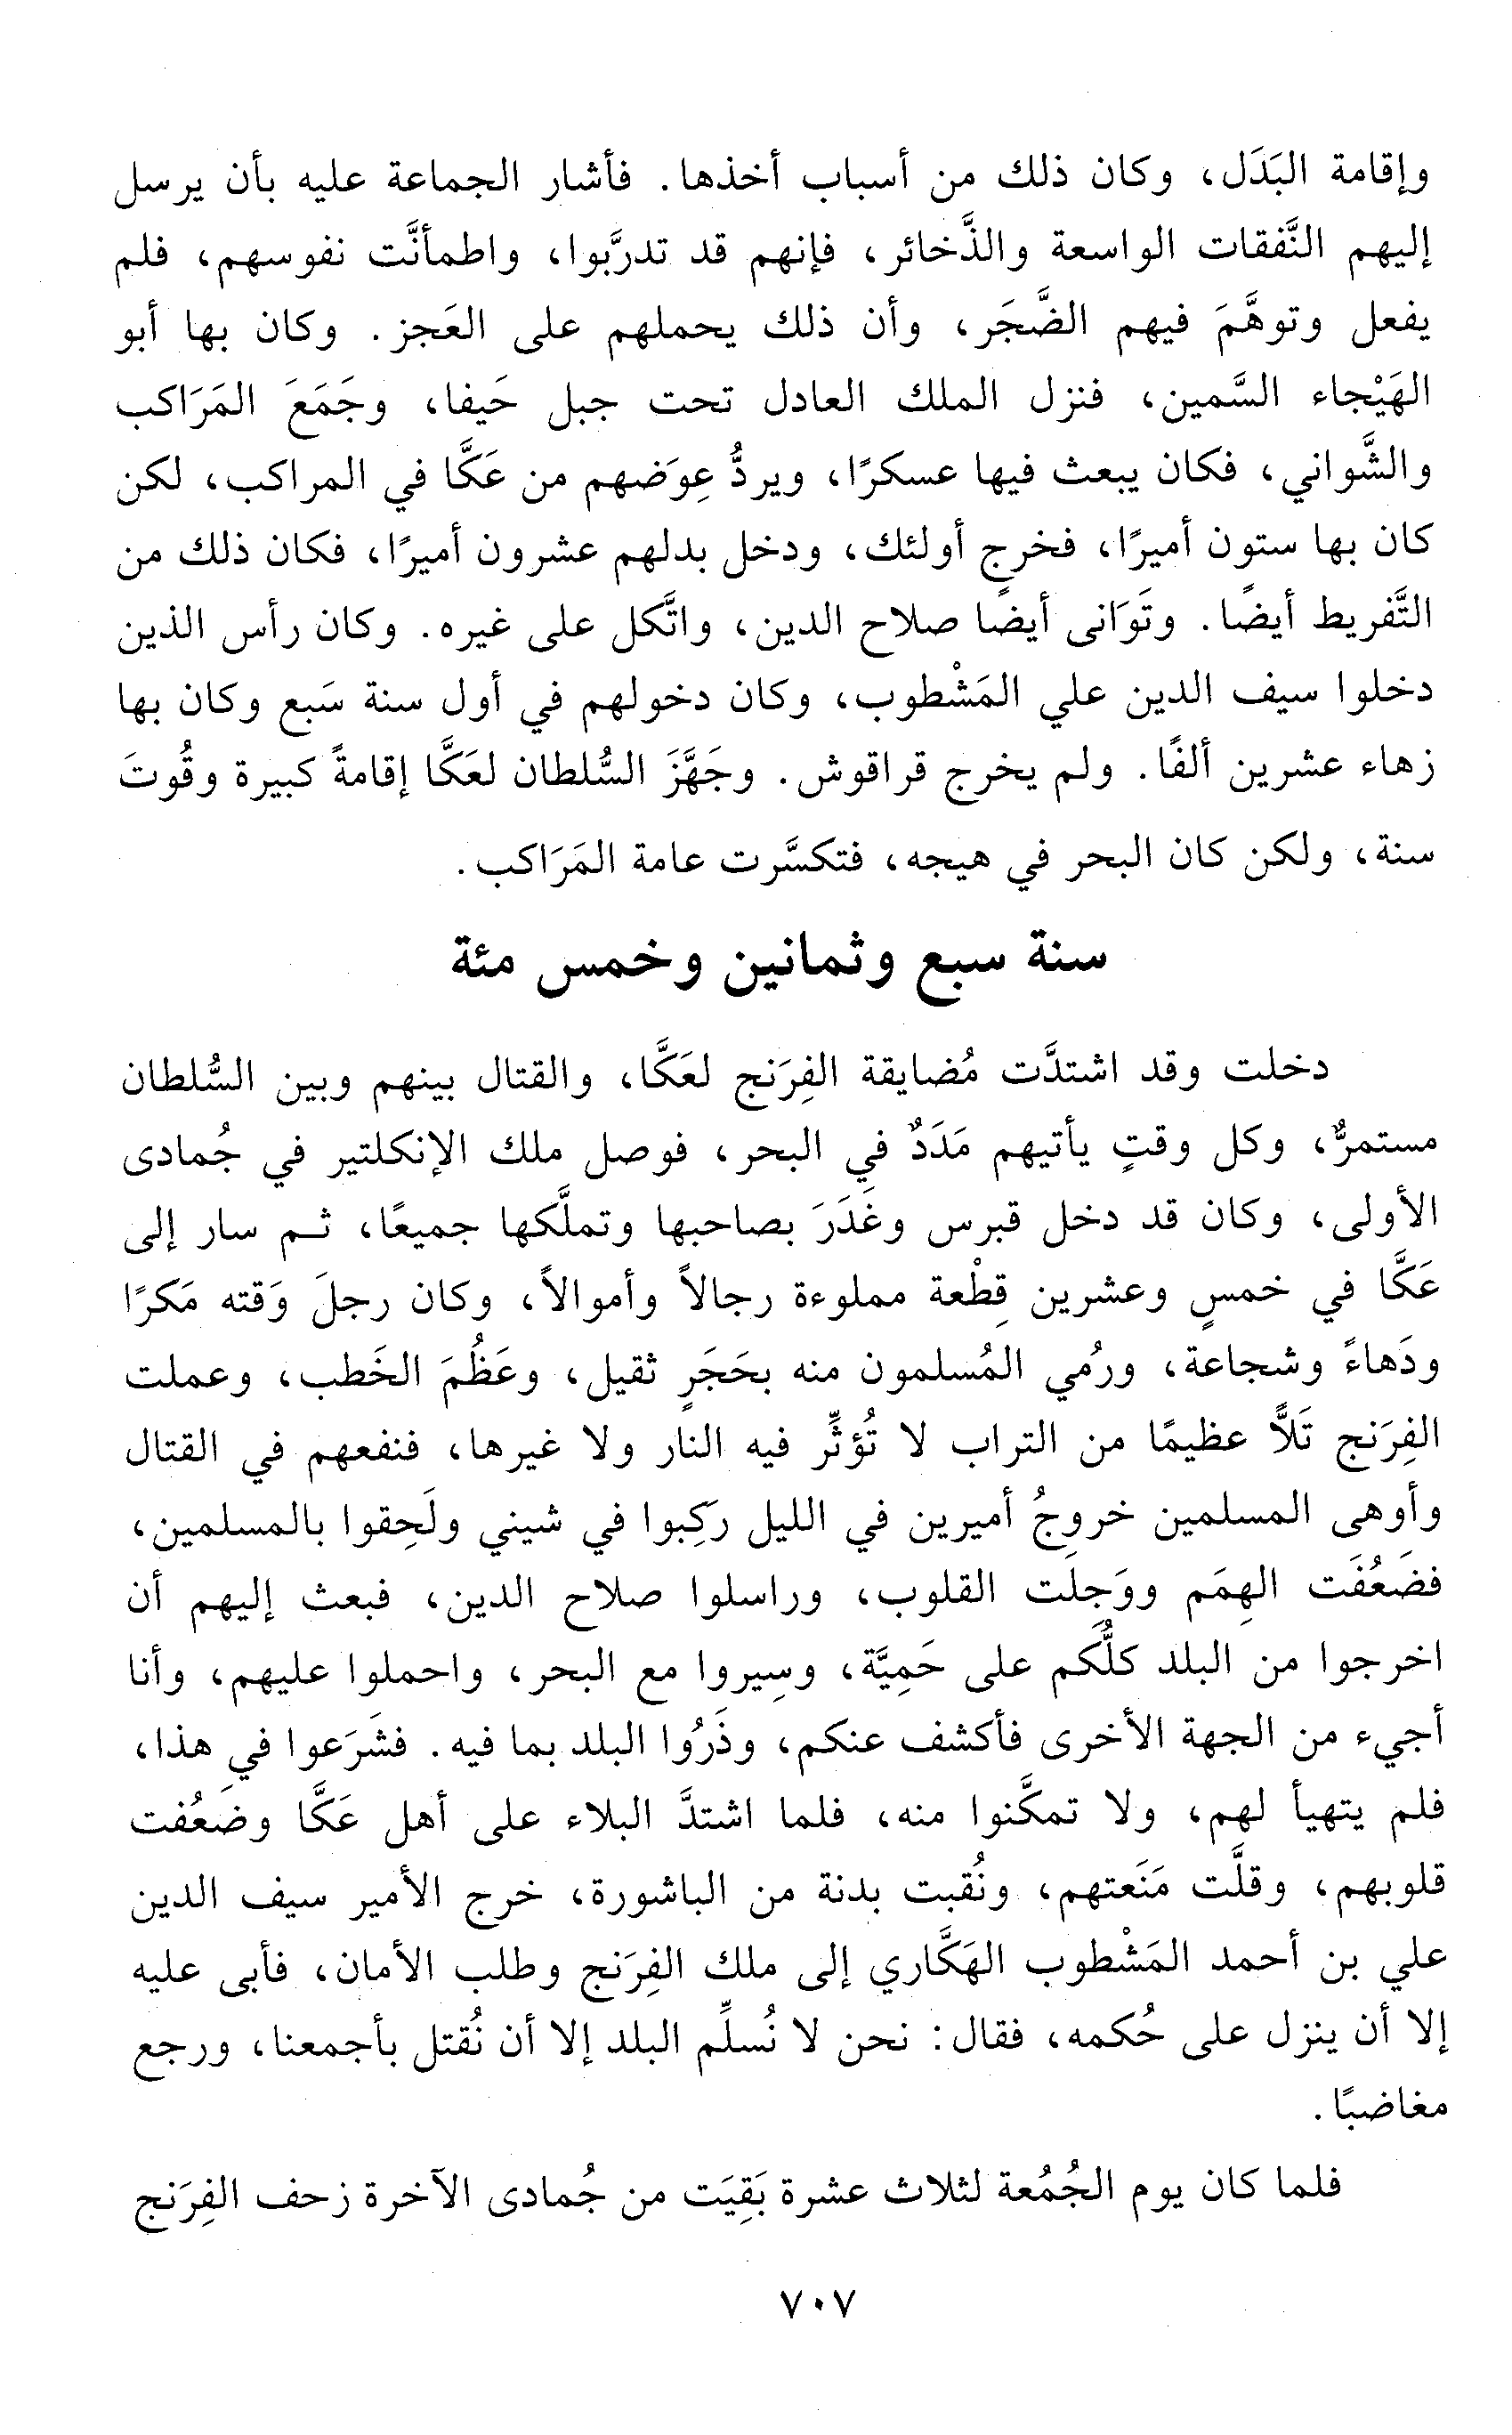 وإقامة البَدَل، وكان ذلك من أسباب أخذها. فأشار الجماعة عليه بأن يرسل
إليهم النَّفقات الواسعة والذَّخائر، فإنهم قد تدرَّبوا، واطمأنَّت نفوسهم، فلم
يفعل وتوهَّمَ فيهم الضَّجَر، وأن ذلك يحملهم على العَجز. وكان بها أبو
الهَيْجاء السَّمين، فنزل الملك العادل تحت جبل حَيفا، وجَمَعَ المَرَاكب
والشَّواني، فكان يبعث فيها عسكرًا، ويردُّ عِوَضهم من عَكَّا في المراكب، لكن
كان بها ستون أميرًا، فخرج أولئك، ودخل بدلهم عشرون أميرًا، فكان ذلك من
التَّفريط أيضًا. وتَوَانى أيضًا صلاح الدين، واتَّكل على غيره. وكان رأس الذين
دخلوا سيف الدين علي المَشْطوب، وكان دخولهم في أول سنة سَبع وكان بها
زهاء عشرين ألفًا. ولم يخرج قراقوش. وجَهَّزَ السُّلطان لعَكَّا إقامةً كبيرة وقُوتَ
سنة، ولكن كان البحر في هيجه، فتكسَّرت عامة المَرَاكب.
سنة سبع وثمانين وخمس مئة
دخلت وقد اشتدَّت مُضايقة الفِرَنج لعَكَّا، والقتال بينهم وبين السُّلطان
مستمرٌّ، وكل وقتٍ يأتيهم مَدَدٌ في البحر، فوصل ملك الإنكلتير في جُمادى
الأولى، وكان قد دخل قبرس وغَدَرَ بصاحبها وتملَّكها جميعًا، ثم سار إلى
عَكَّا في خمسٍ وعشرين قِطْعة مملوءة رجالاً وأموالاً، وكان رجلَ وَقته مَكرًا
ودَهاءً وشجاعة، ورُمي المُسلمون منه بحَجَرٍ ثقيل، وعَظُمَ الخَطب، وعملت
الفِرَنج تَلاًّ عظيمًا من التراب لا تُؤثِّر فيه النار ولا غيرها، فنفعهم في القتال
وأوهى المسلمين خروجُ أميرين في الليل ركِبوا في شيني ولَحِقوا بالمسلمين،
فضَعُفَت الهِمَم ووَجِلَت القلوب، وراسلوا صلاح الدين، فبعث إليهم أن
اخرجوا من البلد كلُّكم على حَمِيَّة، وسِيروا مع البحر، واحملوا عليهم، وأنا
أجيء من الجهة الأخرى فأكشف عنكم، وذَرُوا البلد بما فيه. فشَرَعوا في هذا،
فلم يتهيأ لهم، ولا تمكَّنوا منه، فلما اشتدَّ البلاء على أهل عَكَّا وضَعُفت
قلوبهم، وقلَّت مَنَعتهم، ونُقبت بدنة من الباشورة، خرج الأمير سيف الدين
علي بن أحمد المَشْطوب الهَكَّاري إلى ملك الفِرَنج وطلب الأمان، فأبى عليه
إلا أن ينزل على حُكمه، فقال: نحن لا نُسلِّم البلد إلا أن نُقتل بأجمعنا، ورجع
مغاضبًا.
فلما كان يوم الجُمُعة لثلاث عشرة بَقِيَت من جُمادى الآخرة زحف الفِرَنج
٧٠٧